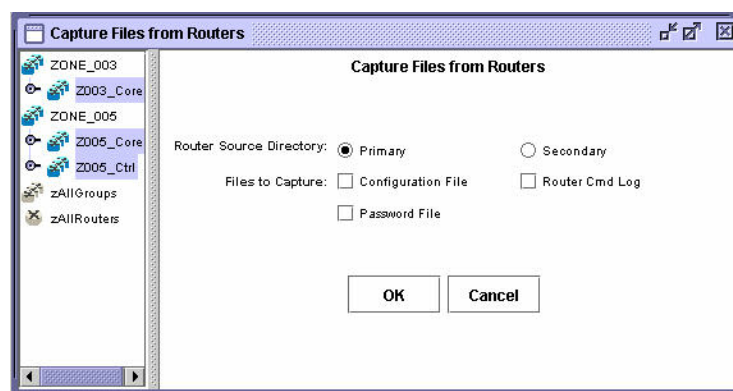 Capture Files from Routers
ZONE_003
Z003_Core
ZONE_005
Z005_Core
Z005_Ctrl
zAllGroups
zAllRouters
Capture Files from Routers
Router Source Directory: Primary Secondary
Files to Capture: Configuration File Router Cmd Log
Password File
OK Cancel